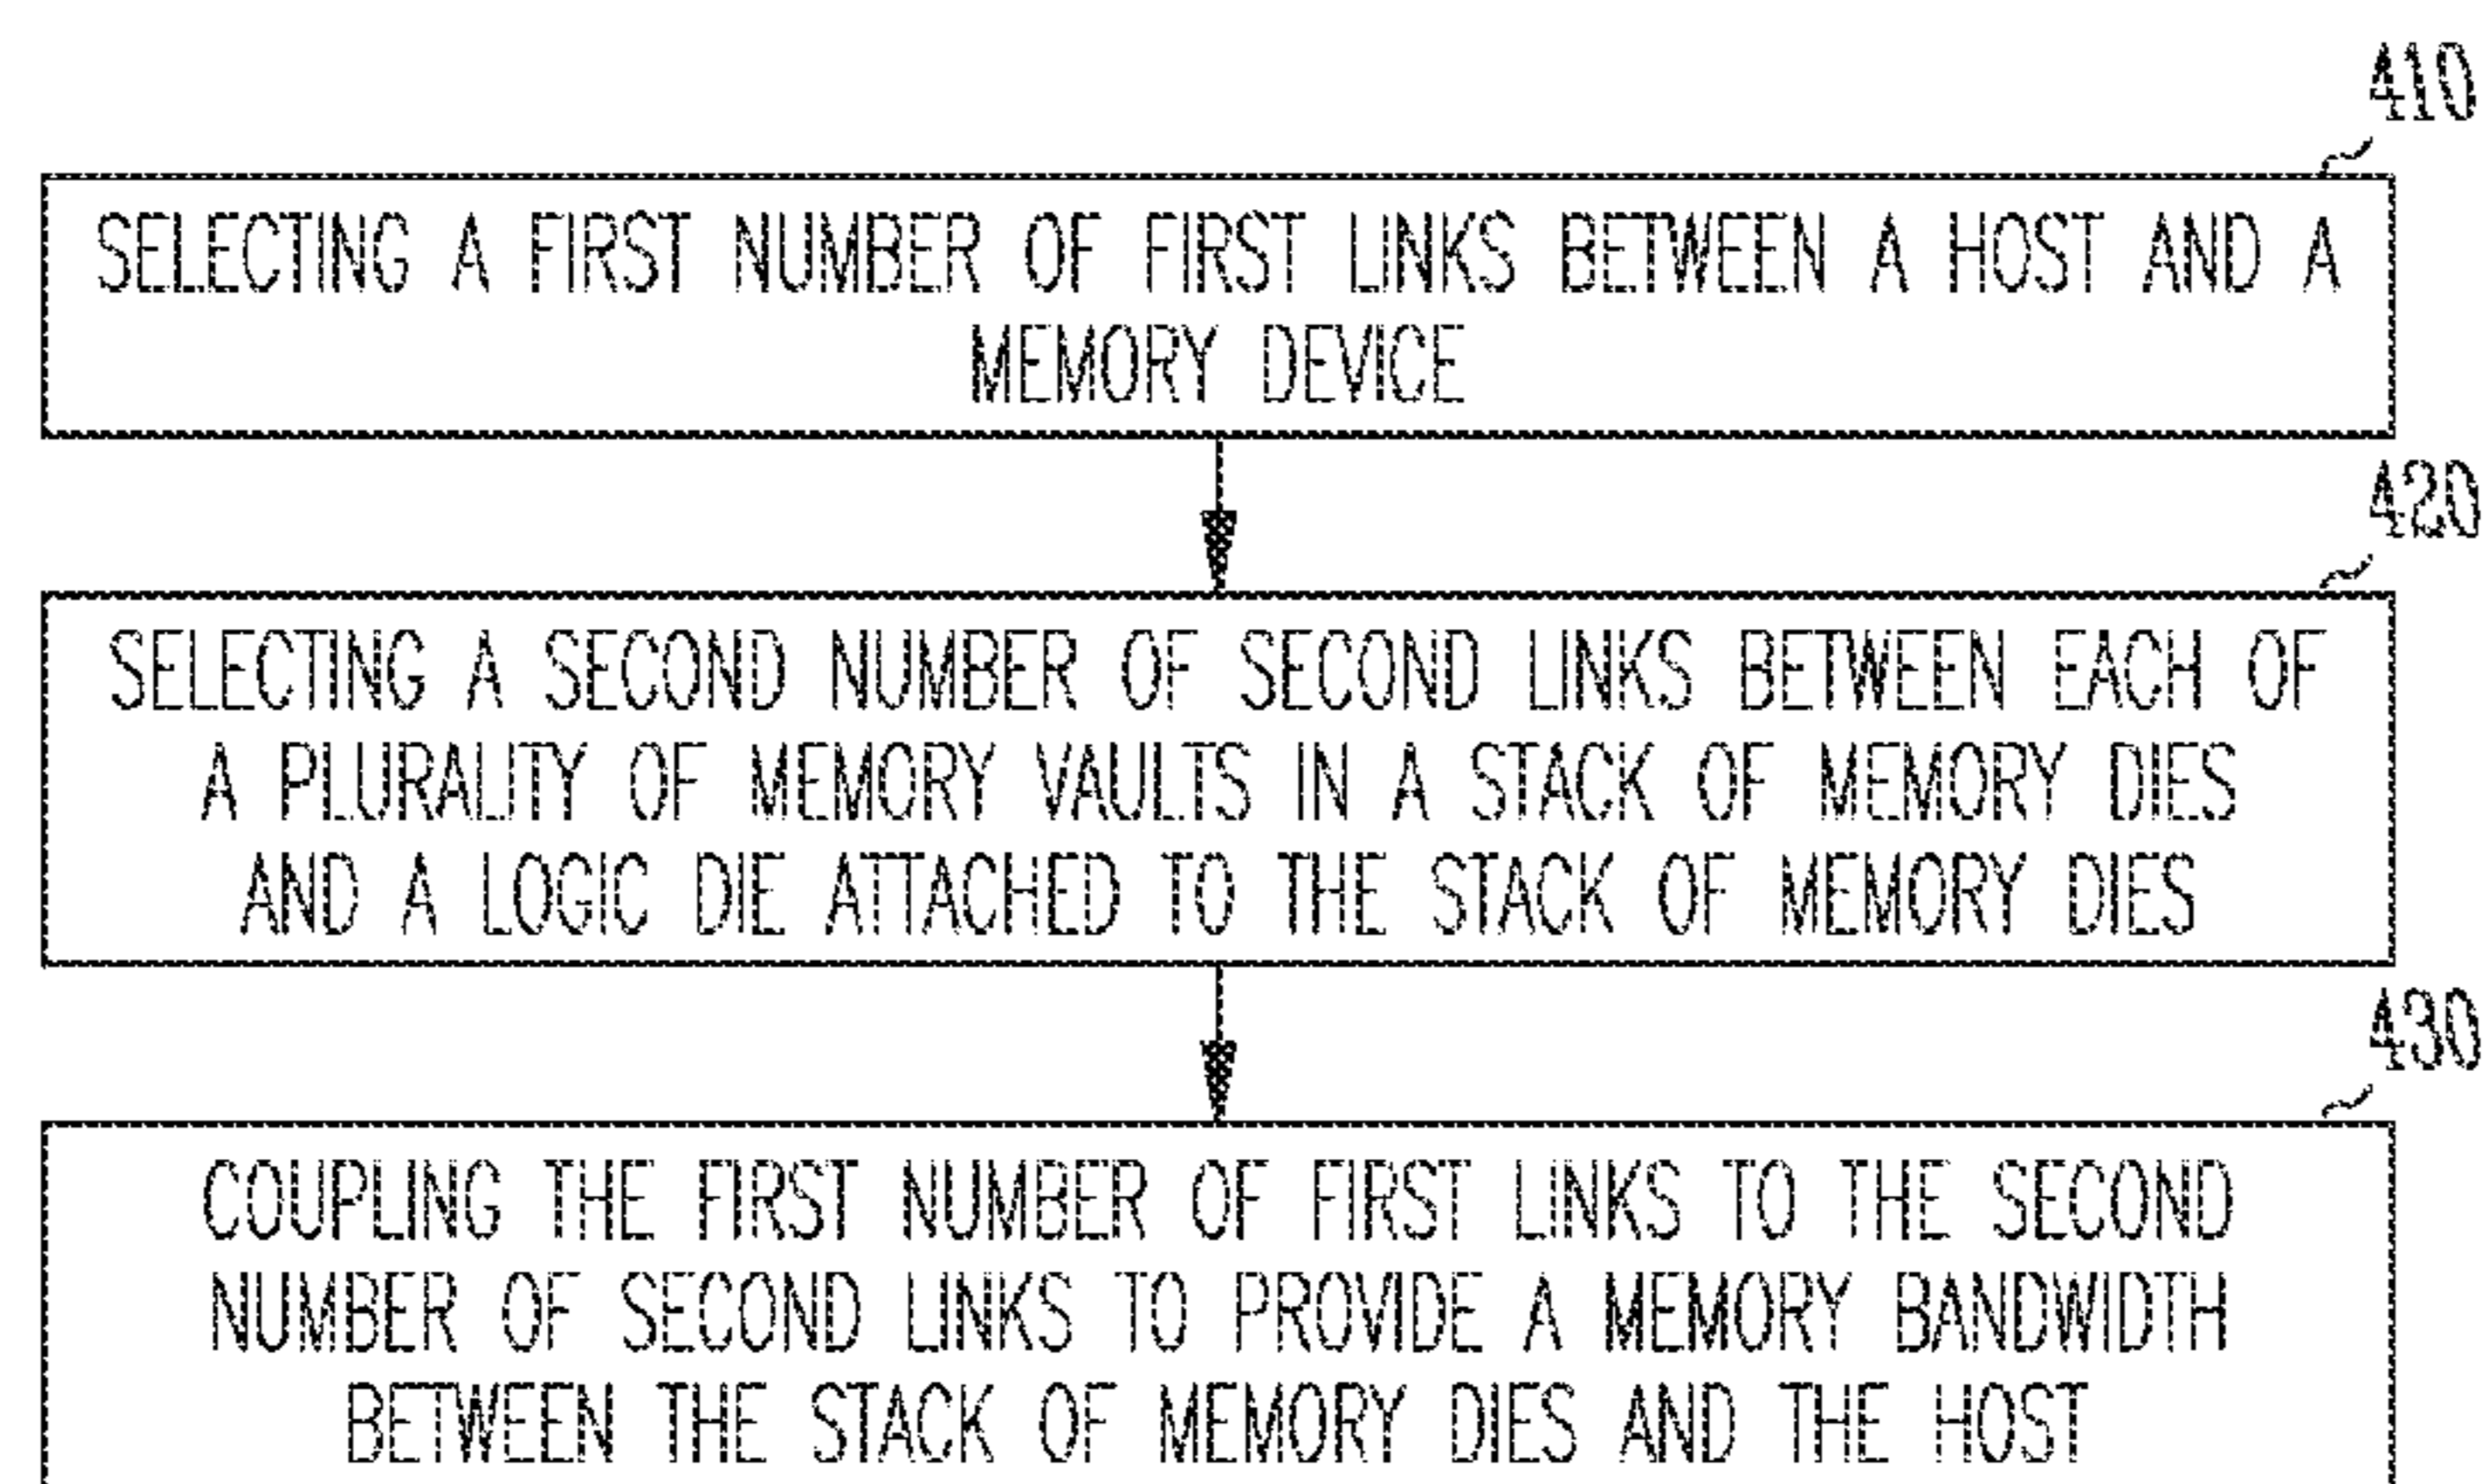 410
SELECTING A FIRST NUMBER OF FIRST LINKS BETWEEN A HOST AND A
MEMORY DEVICE
420
SELECTING A SECOND NUMBER OF SECOND LINKS BETWEEN EACH OF
A PLURALITY OF MEMORY VAULTS IN A STACK OF MEMORY DIES
AND A LOGIC DIE ATTACHED TO THE STACK OF MEMORY DIES
430
COUPLING THE FIRST NUMBER OF FIRST LINKS TO THE SECOND
NUMBER OF SECOND LINKS TO PROVIDE A MEMORY BANDWIDTH
BETWEEN THE STACK OF MEMORY DIES AND THE HOST